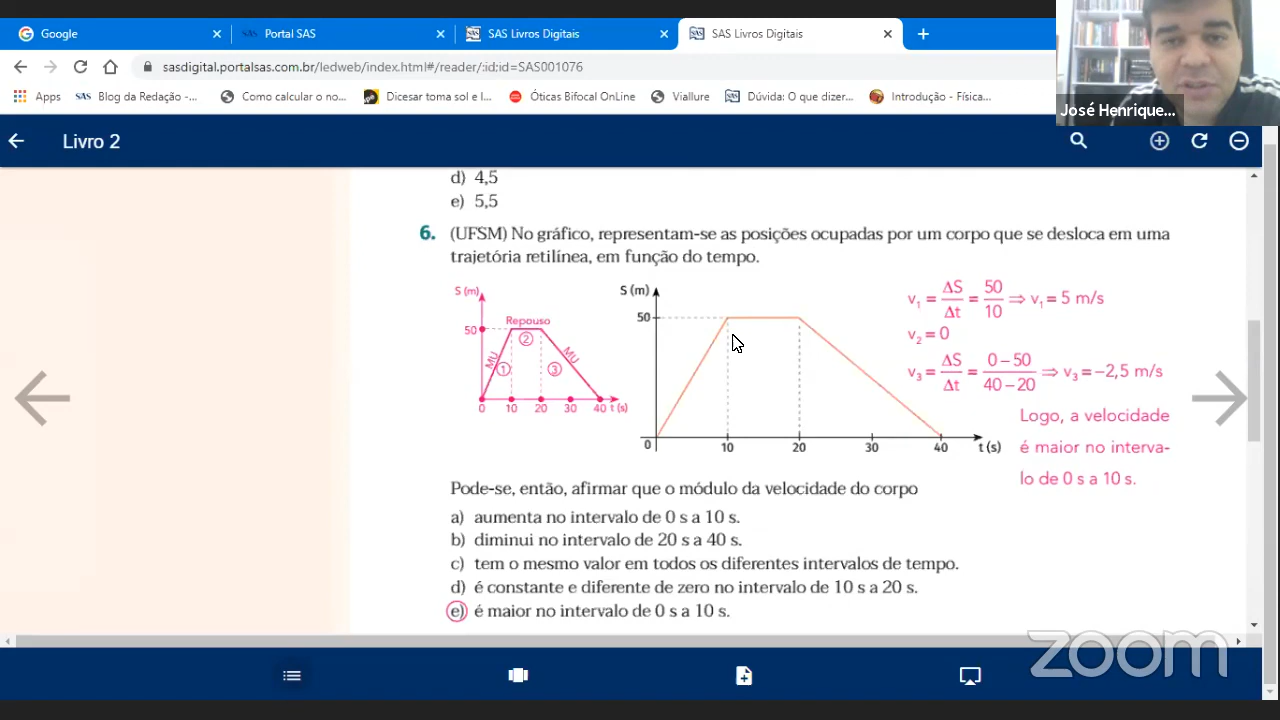 Google
SAS Portal SAS
SAS Livros Digitais
SAS Livros Digitais
sasdigital.portalsas.com.br/ledweb/index.html#/reader/:id:id=SAS001076
Apps
SAS Blog da Redação -...
Como calcular o no...
Dicesar toma sol e l...
Óticas Bifocal OnLine
Viallure
Dúvida: O que dizer...
Introdução - Física...
José Henrique...
Livro 2
d) 4,5
e) 5,5
6. (UFSM) No gráfico, representam-se as posições ocupadas por um corpo que se desloca em uma
trajetória retilínea, em função do tempo.
S (m)
50
Repouso
MU
①
②
③
MU
0 10 20 30 40 t (s)
S (m)
50
0 10 20 30 40 t (s)
v₁ = ΔS/Δt = 50/10 ⇒ v₁ = 5 m/s
v₂ = 0
v₃ = ΔS/Δt = 0 – 50/40 – 20 ⇒ v₃ = –2,5 m/s
Logo, a velocidade
é maior no interva-
lo de 0 s a 10 s.
Pode-se, então, afirmar que o módulo da velocidade do corpo
a) aumenta no intervalo de 0 s a 10 s.
b) diminui no intervalo de 20 s a 40 s.
c) tem o mesmo valor em todos os diferentes intervalos de tempo.
d) é constante e diferente de zero no intervalo de 10 s a 20 s.
e) é maior no intervalo de 0 s a 10 s.
zoom